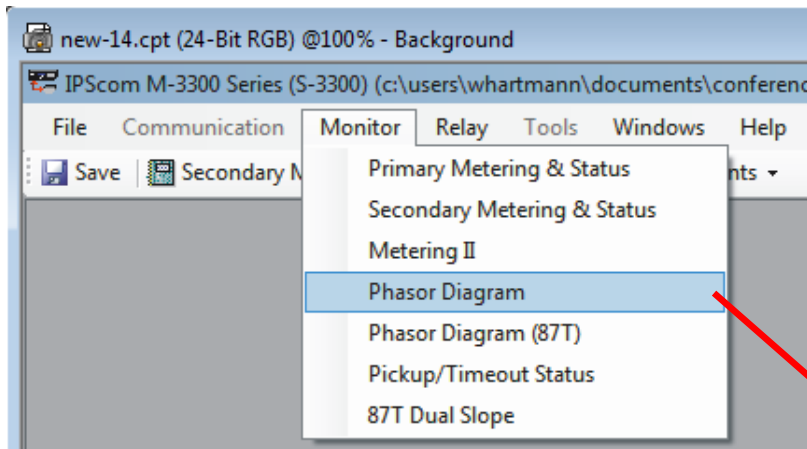 new-14.cpt (24-Bit RGB) @100% - Background
IPScom M-3300 Series (S-3300) (c:\users\whartmann\documents\conferenc
File Communication Monitor Relay Tools Windows Help
Save Secondary M nts
Primary Metering & Status
Secondary Metering & Status
Metering II
Phasor Diagram
Phasor Diagram (87T)
Pickup/Timeout Status
87T Dual Slope